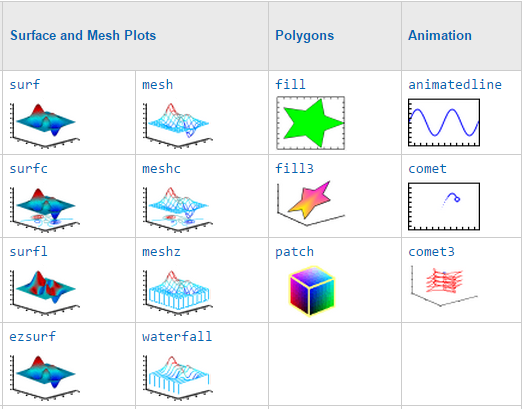 Surface and Mesh Plots Polygons Animation
surf mesh fill animatedline
surfc meshc fill3 comet
surfl meshz patch comet3
ezsurf waterfall